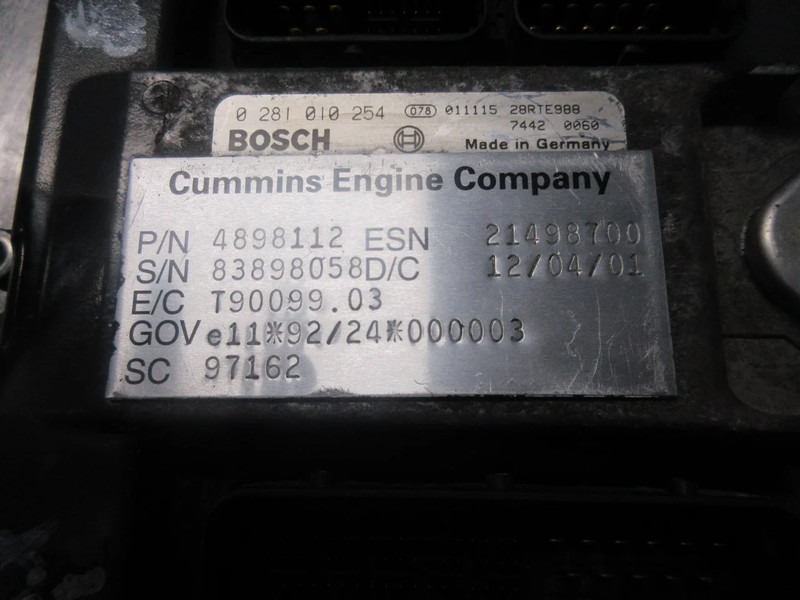 0 281 010 254 078 011115 28RTE988
7442 0060
BOSCH Made in Germany
Cummins Engine Company
P/N 4898112 ESN 21498700
S/N 83898058 D/C 12/04/01
E/C T90099.03
GOV e11*92/24*000003
SC 97162